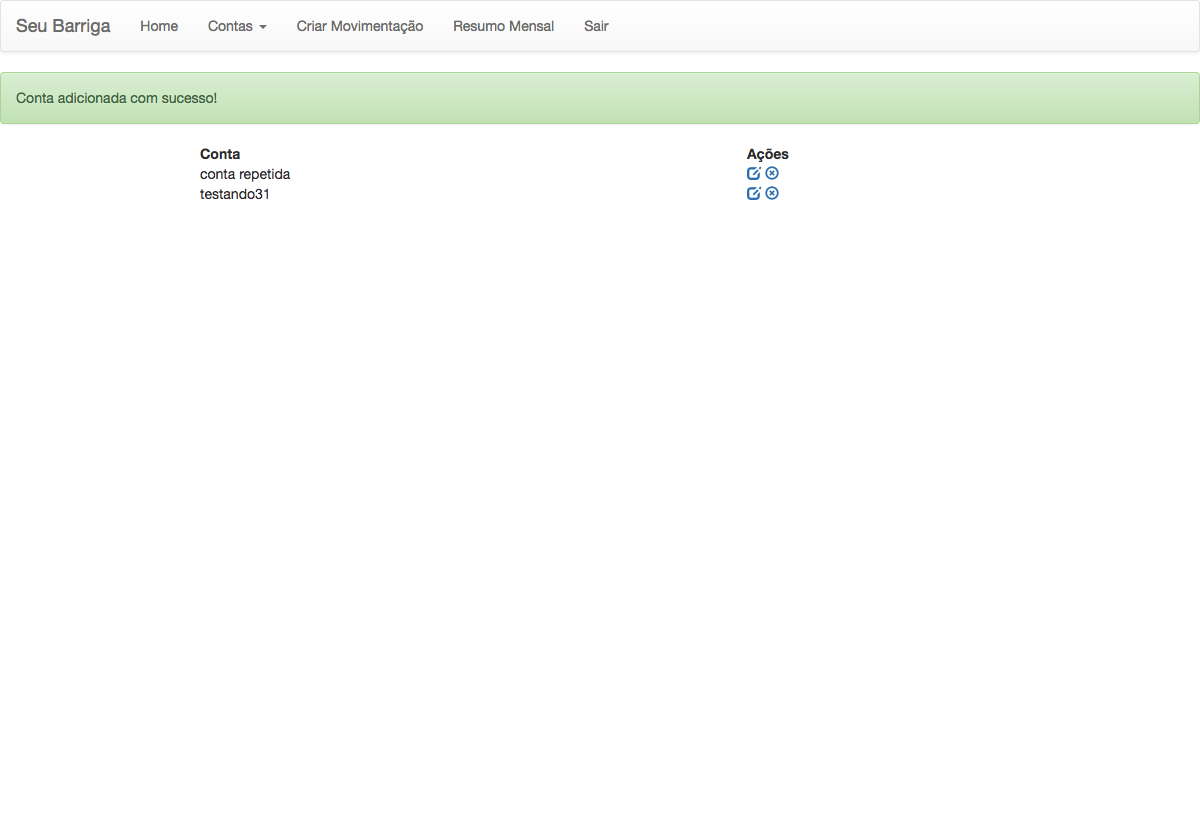 Seu Barriga Home Contas Criar Movimentação Resumo Mensal Sair
Conta adicionada com sucesso!
Conta Ações
conta repetida
testando31